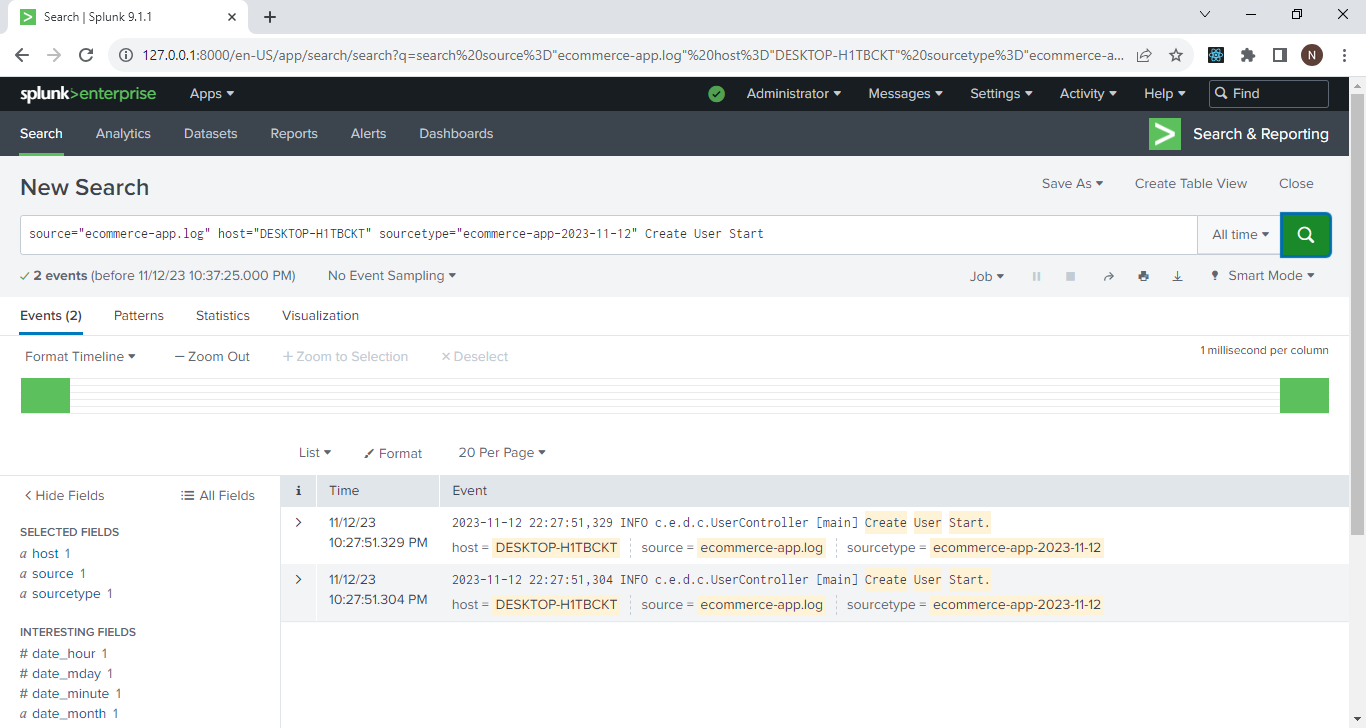 Search | Splunk 9.1.1
127.0.0.1:8000/en-US/app/search/search?q=search%20source%3D"ecommerce-app.log"%20host%3D"DESKTOP-H1TBCKT"%20sourcetype%3D"ecommerce-a...
N
splunk>enterprise Apps Administrator Messages Settings Activity Help Find
Search Analytics Datasets Reports Alerts Dashboards Search & Reporting
New Search Save As Create Table View Close
source="ecommerce-app.log" host="DESKTOP-H1TBCKT" sourcetype="ecommerce-app-2023-11-12" Create User Start All time
2 events (before 11/12/23 10:37:25.000 PM) No Event Sampling Job Smart Mode
Events (2) Patterns Statistics Visualization
Format Timeline — Zoom Out + Zoom to Selection × Deselect 1 millisecond per column
List Format 20 Per Page
< Hide Fields All Fields i Time Event
SELECTED FIELDS
a host 1
a source 1
a sourcetype 1
INTERESTING FIELDS
# date_hour 1
# date_mday 1
# date_minute 1
a date_month 1
11/12/23
10:27:51.329 PM
2023-11-12 22:27:51,329 INFO c.e.d.c.UserController [main] Create User Start.
host = DESKTOP-H1TBCKT source = ecommerce-app.log sourcetype = ecommerce-app-2023-11-12
11/12/23
10:27:51.304 PM
2023-11-12 22:27:51,304 INFO c.e.d.c.UserController [main] Create User Start.
host = DESKTOP-H1TBCKT source = ecommerce-app.log sourcetype = ecommerce-app-2023-11-12